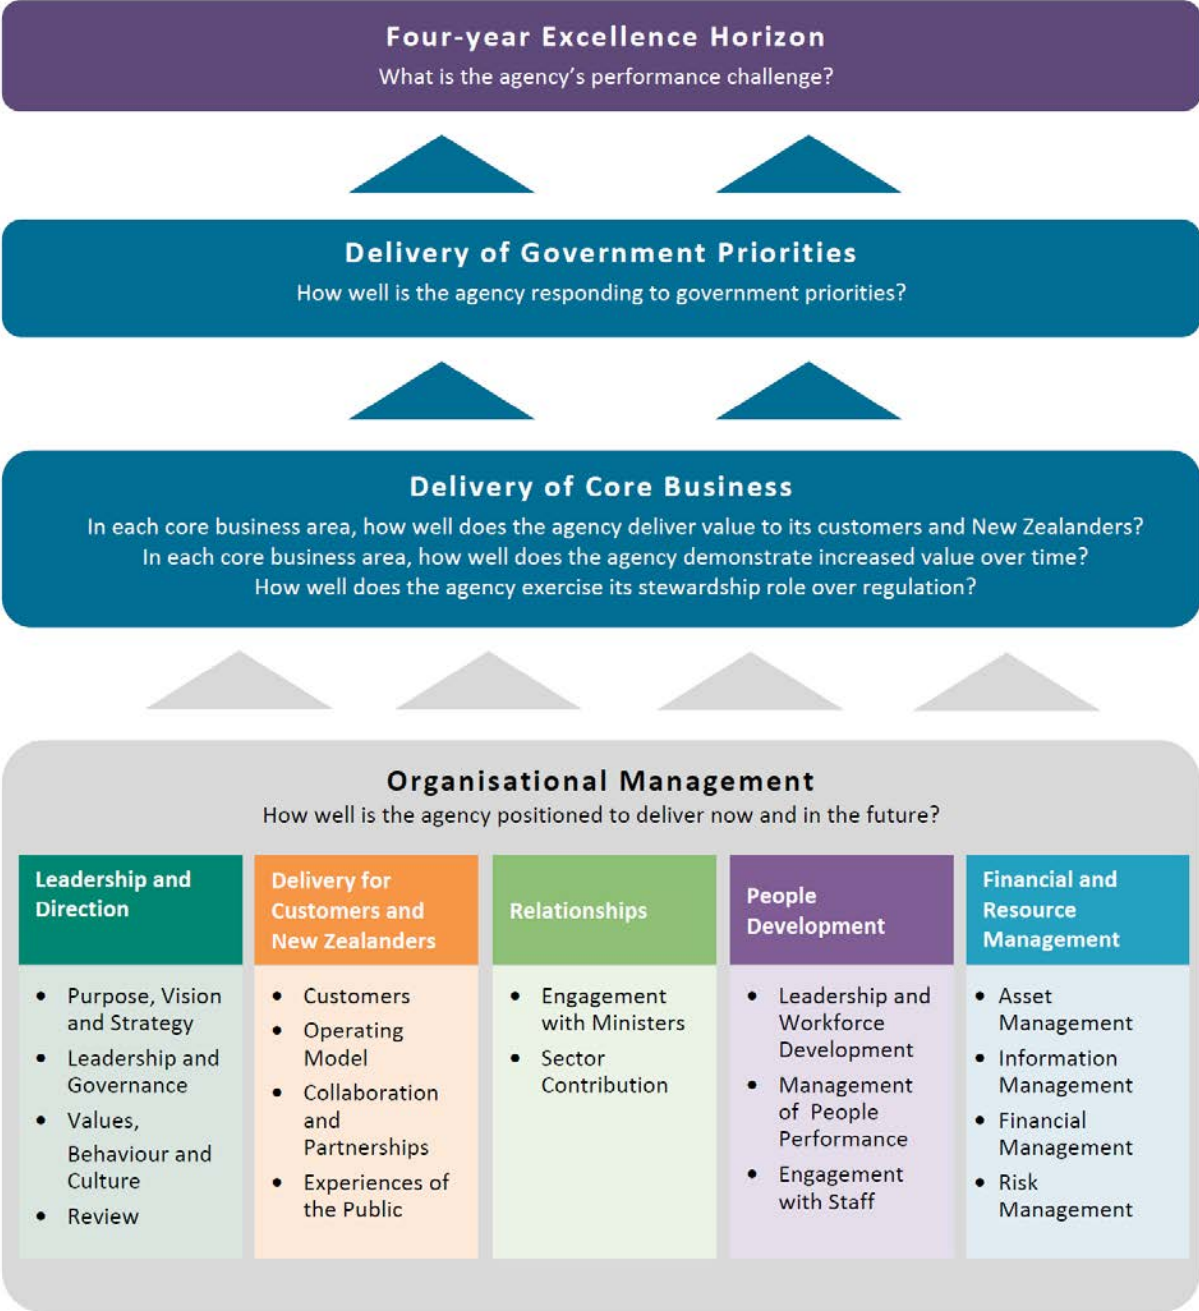 Four-year Excellence Horizon
What is the agency's performance challenge?
Delivery of Government Priorities
How well is the agency responding to government priorities?
Delivery of Core Business
In each core business area, how well does the agency deliver value to its customers and New Zealanders?
In each core business area, how well does the agency demonstrate increased value over time?
How well does the agency exercise its stewardship role over regulation?
Organisational Management
How well is the agency positioned to deliver now and in the future?
Leadership and
Direction
• Purpose, Vision
and Strategy
• Leadership and
Governance
• Values,
Behaviour and
Culture
• Review
Delivery for
Customers and
New Zealanders
• Customers
• Operating
Model
• Collaboration
and
Partnerships
• Experiences of
the Public
Relationships
• Engagement
with Ministers
• Sector
Contribution
People
Development
• Leadership and
Workforce
Development
• Management
of People
Performance
• Engagement
with Staff
Financial and
Resource
Management
• Asset
Management
• Information
Management
• Financial
Management
• Risk
Management